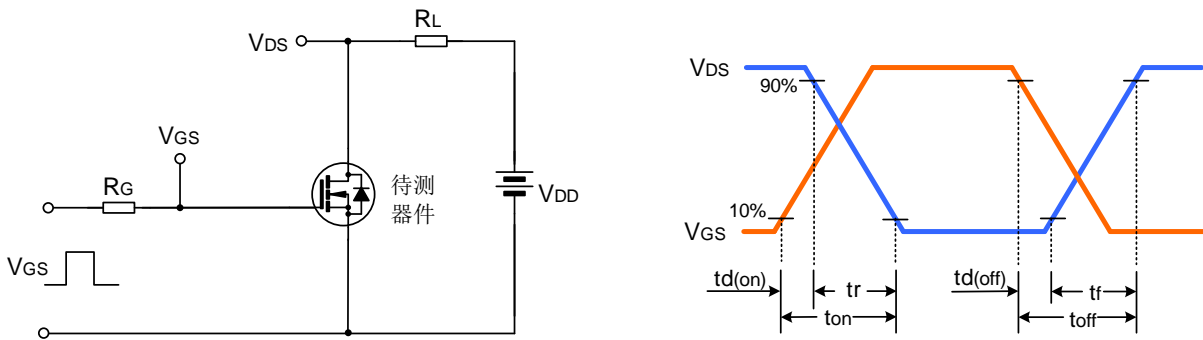 RL
VDS
VGS
RG
待测
器件
VDD
VGS
VDS
90%
10%
VGS
td(on)
tr
td(off)
tf
ton
toff